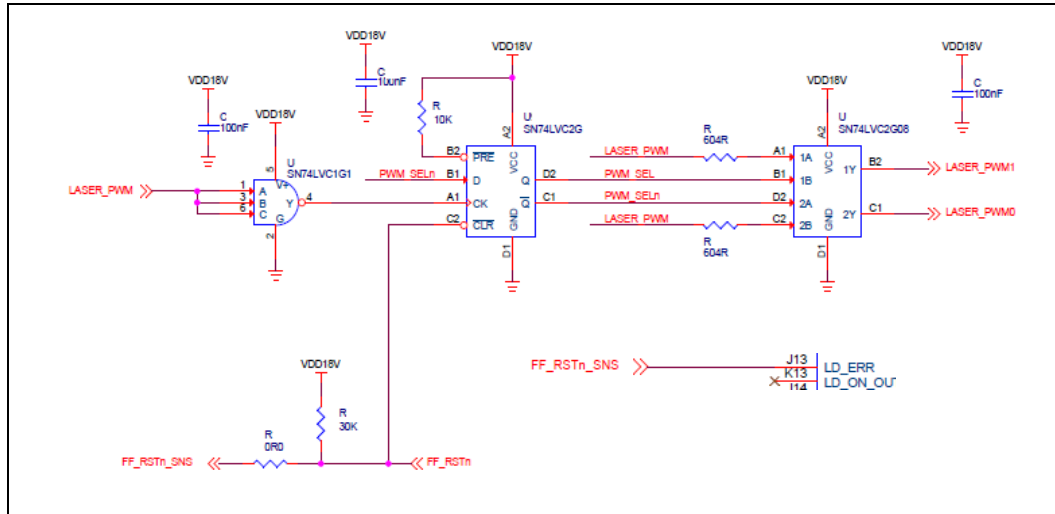 VDD18V
C
100nF
VDD18V
U
SN74LVC1G1
LASER_PWM
1
3
6
A
B
C
V+
Y
G
5
4
2
VDD18V
C
VDD18V
R
10K
U
SN74LVC2G
A2
VCC
B2
PRE
PWM_SELn
B1
D
A1
CK
C2
CLR
Q
D2
Q
C1
GND
D1
LASER_PWM
R
604R
PWM_SEL
PWM_SELn
LASER_PWM
R
604R
VDD18V
U
SN74LVC2G08
A2
VCC
A1
1A
B1
1B
D2
2A
C2
2B
1Y
B2
LASER_PWM1
2Y
C1
LASER_PWM0
GND
D1
VDD18V
C
100nF
FF_RSTn_SNS
J13
LD_ERR
K13
LD_ON_OUT
VDD18V
R
30K
R
0R0
FF_RSTn_SNS
FF_RSTn